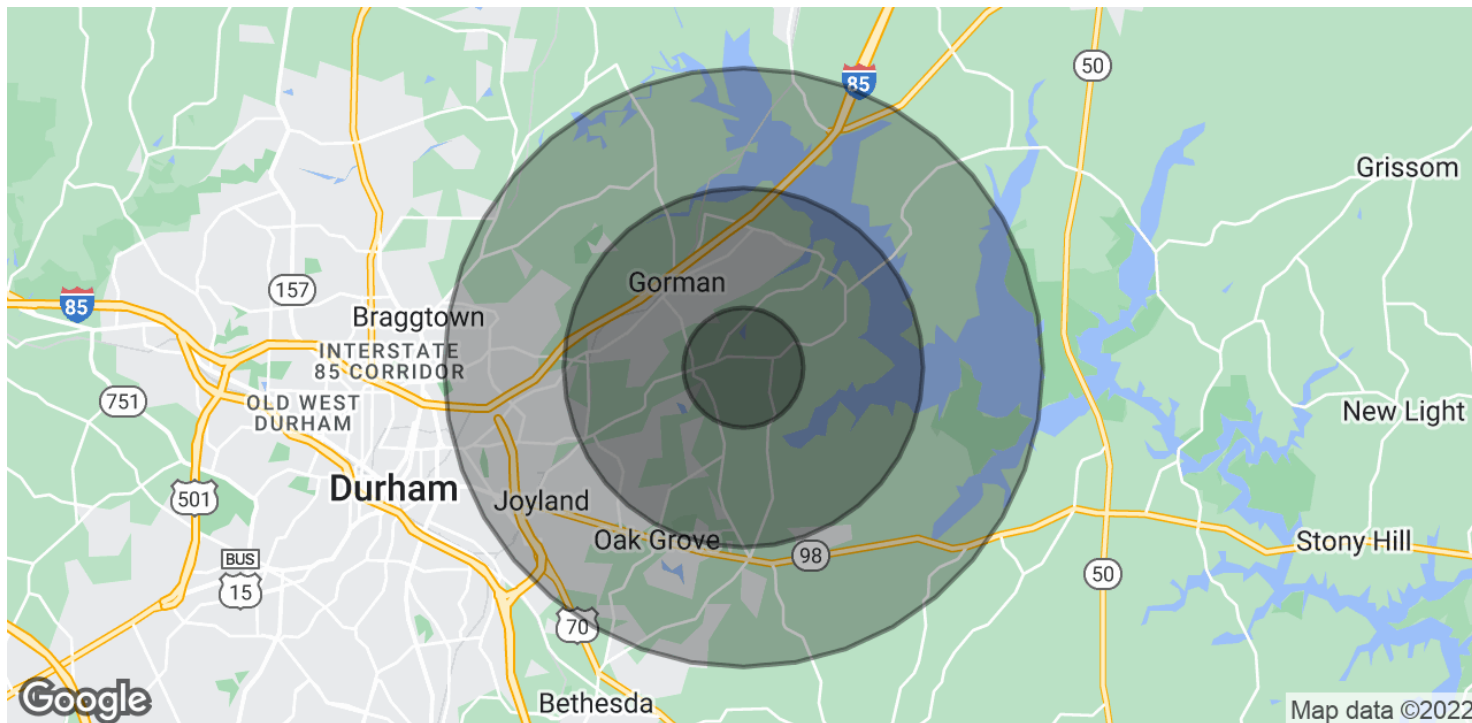 85
50
Grissom
Gorman
157
85
Braggtown
INTERSTATE
85 CORRIDOR
751
OLD WEST
DURHAM
New Light
Durham
501
Joyland
Oak Grove
98
Stony Hill
BUS
15
50
70
Bethesda
Google
Map data ©2022